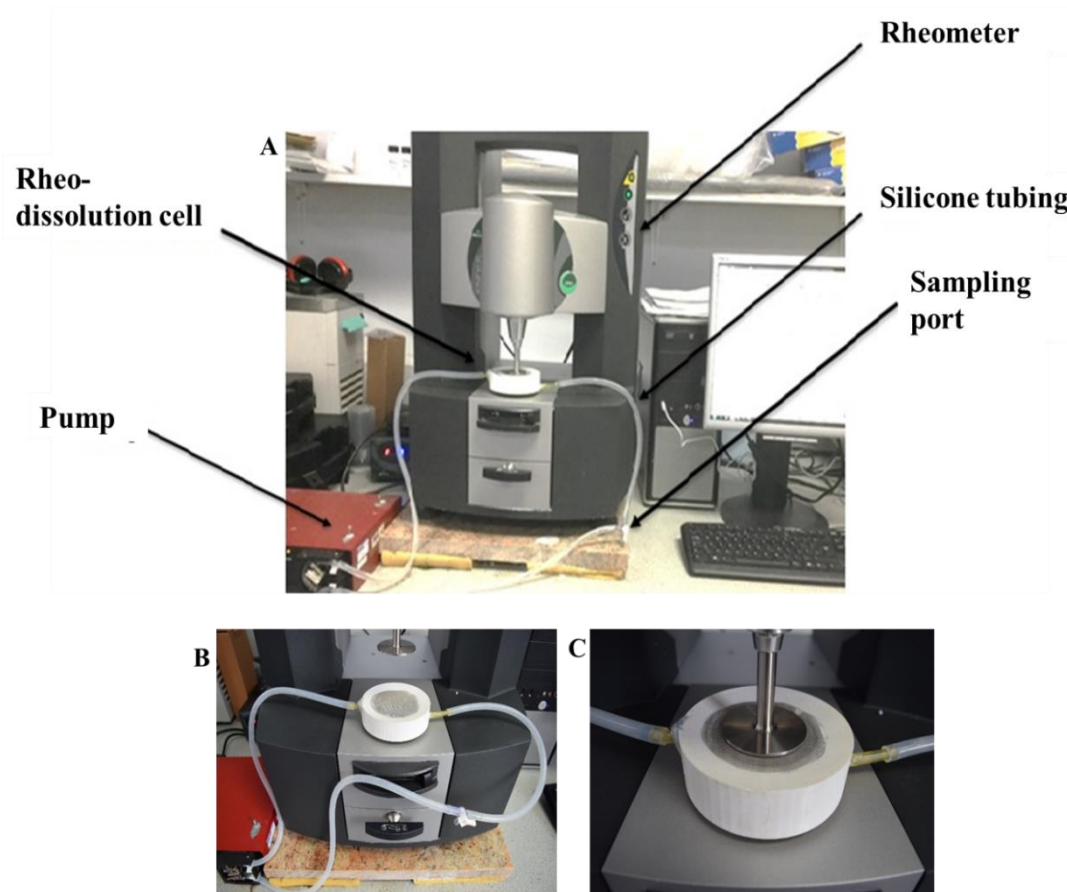 Rheometer
A
Rheo-
dissolution cell
Silicone tubing
Sampling
port
Pump
B
C